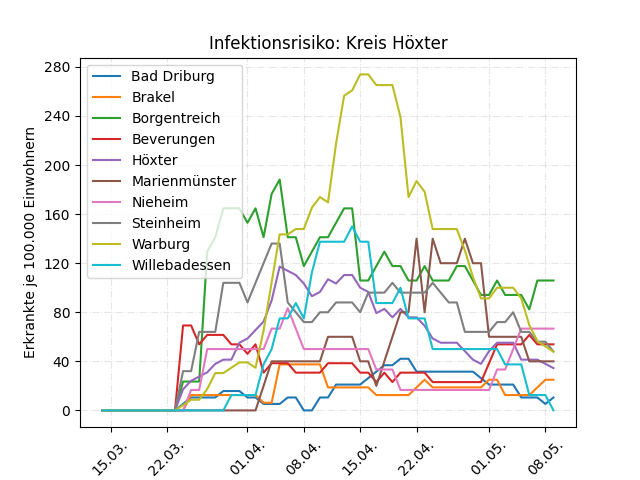 Infektionsrisiko: Kreis Höxter
Erkrankte je 100.000 Einwohnern
280
240
200
160
120
80
40
0
Bad Driburg
Brakel
Borgentreich
Beverungen
Höxter
Marienmünster
Nieheim
Steinheim
Warburg
Willebadessen
15.03.
22.03.
01.04.
08.04.
15.04.
22.04.
01.05.
08.05.